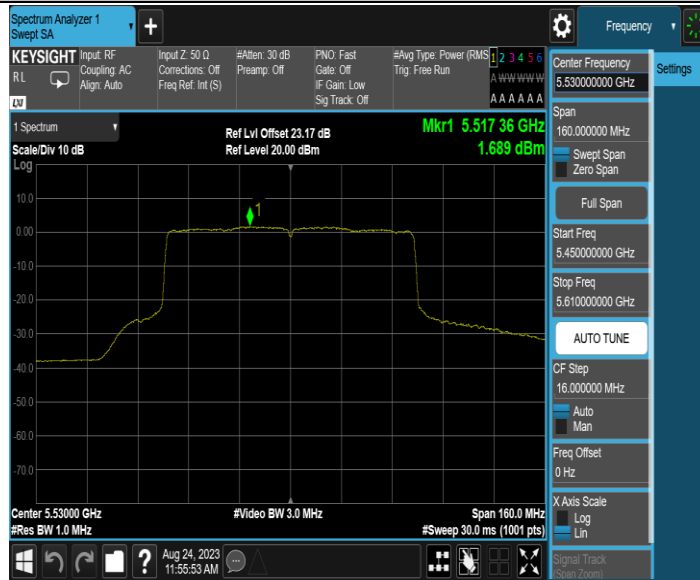 Spectrum Analyzer 1
Swept SA
+
Frequency
KEYSIGHT
RL
LXI
Input: RF
Coupling: AC
Align: Auto
Input Z: 50 Ω
Corrections: Off
Freq Ref: Int (S)
#Atten: 30 dB
Preamp: Off
PNO: Fast
Gate: Off
IF Gain: Low
Sig Track: Off
#Avg Type: Power (RMS
Trig: Free Run
1 2 3 4 5 6
A WW WW W
A A A A A A
Center Frequency
5.530000000 GHz
Settings
Span
160.000000 MHz
Swept Span
Zero Span
Full Span
Start Freq
5.450000000 GHz
Stop Freq
5.610000000 GHz
AUTO TUNE
CF Step
16.000000 MHz
Auto
Man
Freq Offset
0 Hz
X Axis Scale
Log
Lin
Signal Track
(Span Zoom)
1 Spectrum
Scale/Div 10 dB
Ref Lvl Offset 23.17 dB
Ref Level 20.00 dBm
Mkr1 5.517 36 GHz
1.689 dBm
Log
10.0
0.00
-10.0
-20.0
-30.0
-40.0
-50.0
-60.0
-70.0
1
Center 5.53000 GHz
#Res BW 1.0 MHz
#Video BW 3.0 MHz
Span 160.0 MHz
#Sweep 30.0 ms (1001 pts)
?
Aug 24, 2023
11:55:53 AM